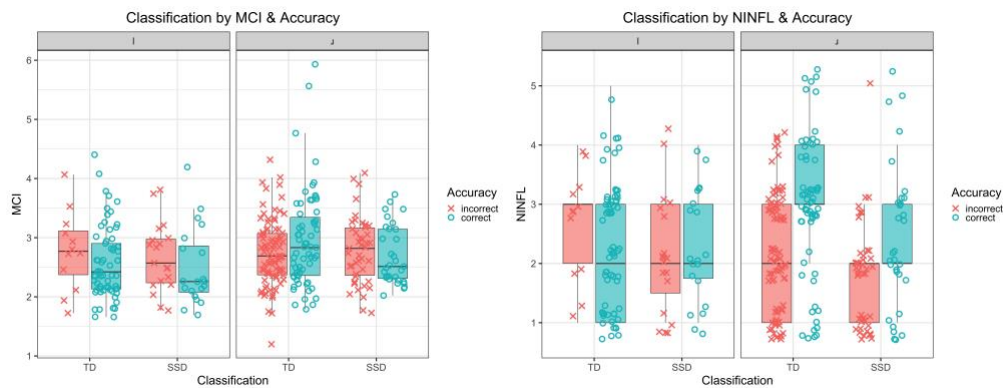 Classification by MCI & Accuracy
l
ɹ
6
5
4
3
2
1
MCI
TD
SSD
TD
SSD
Classification
Accuracy
incorrect
correct
Classification by NINFL & Accuracy
l
ɹ
5
4
3
2
1
NINFL
TD
SSD
TD
SSD
Classification
Accuracy
incorrect
correct